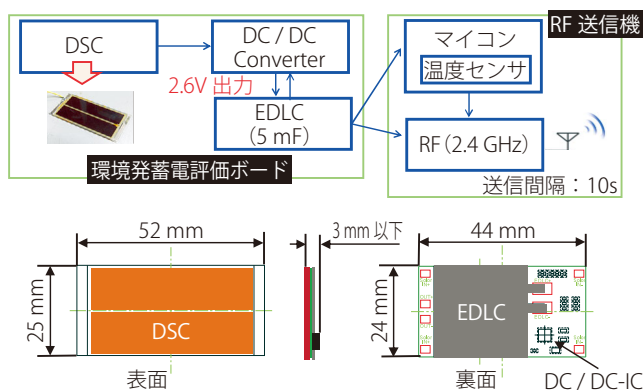 DSC
DC / DC
Converter
2.6V 出力
EDLC
(5 mF)
環境発蓄電評価ボード
RF 送信機
マイコン
温度センサ
RF（2.4 GHz）
送信間隔：10s
52 mm
3 mm 以下
44 mm
25 mm
DSC
24 mm
EDLC
表面
裏面
DC / DC-IC